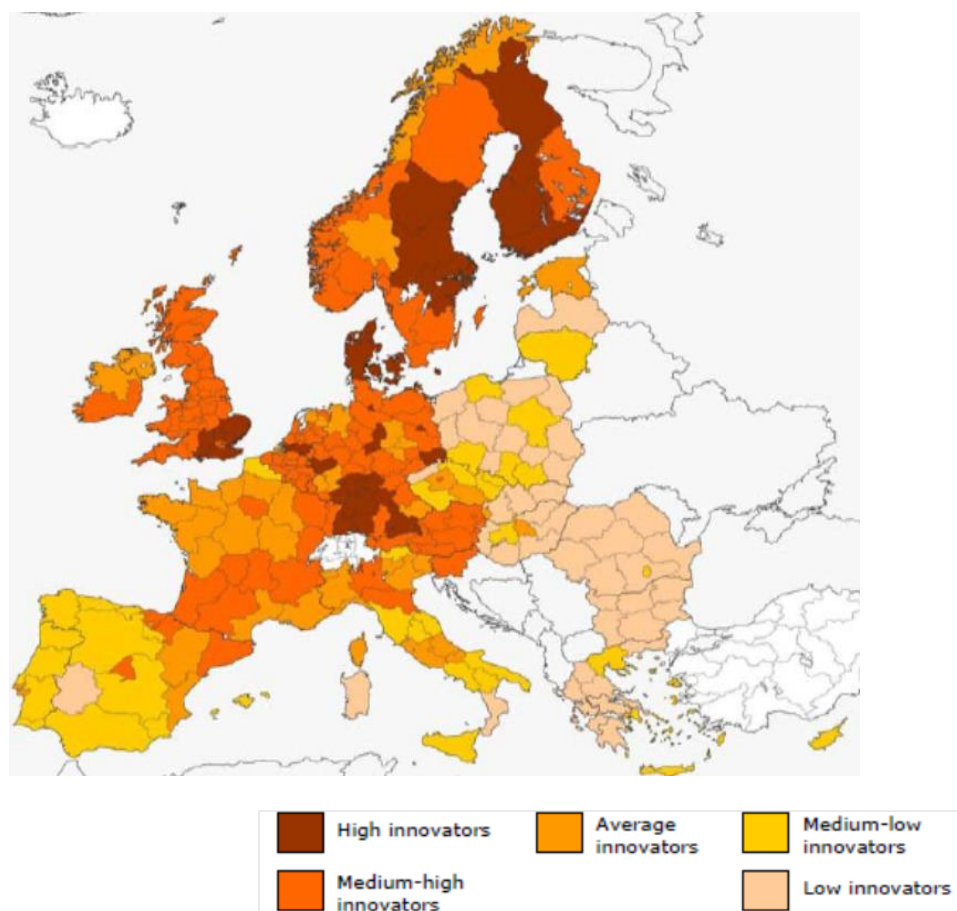 High innovators
Average
innovators
Medium-low
innovators
Medium-high
innovators
Low innovators